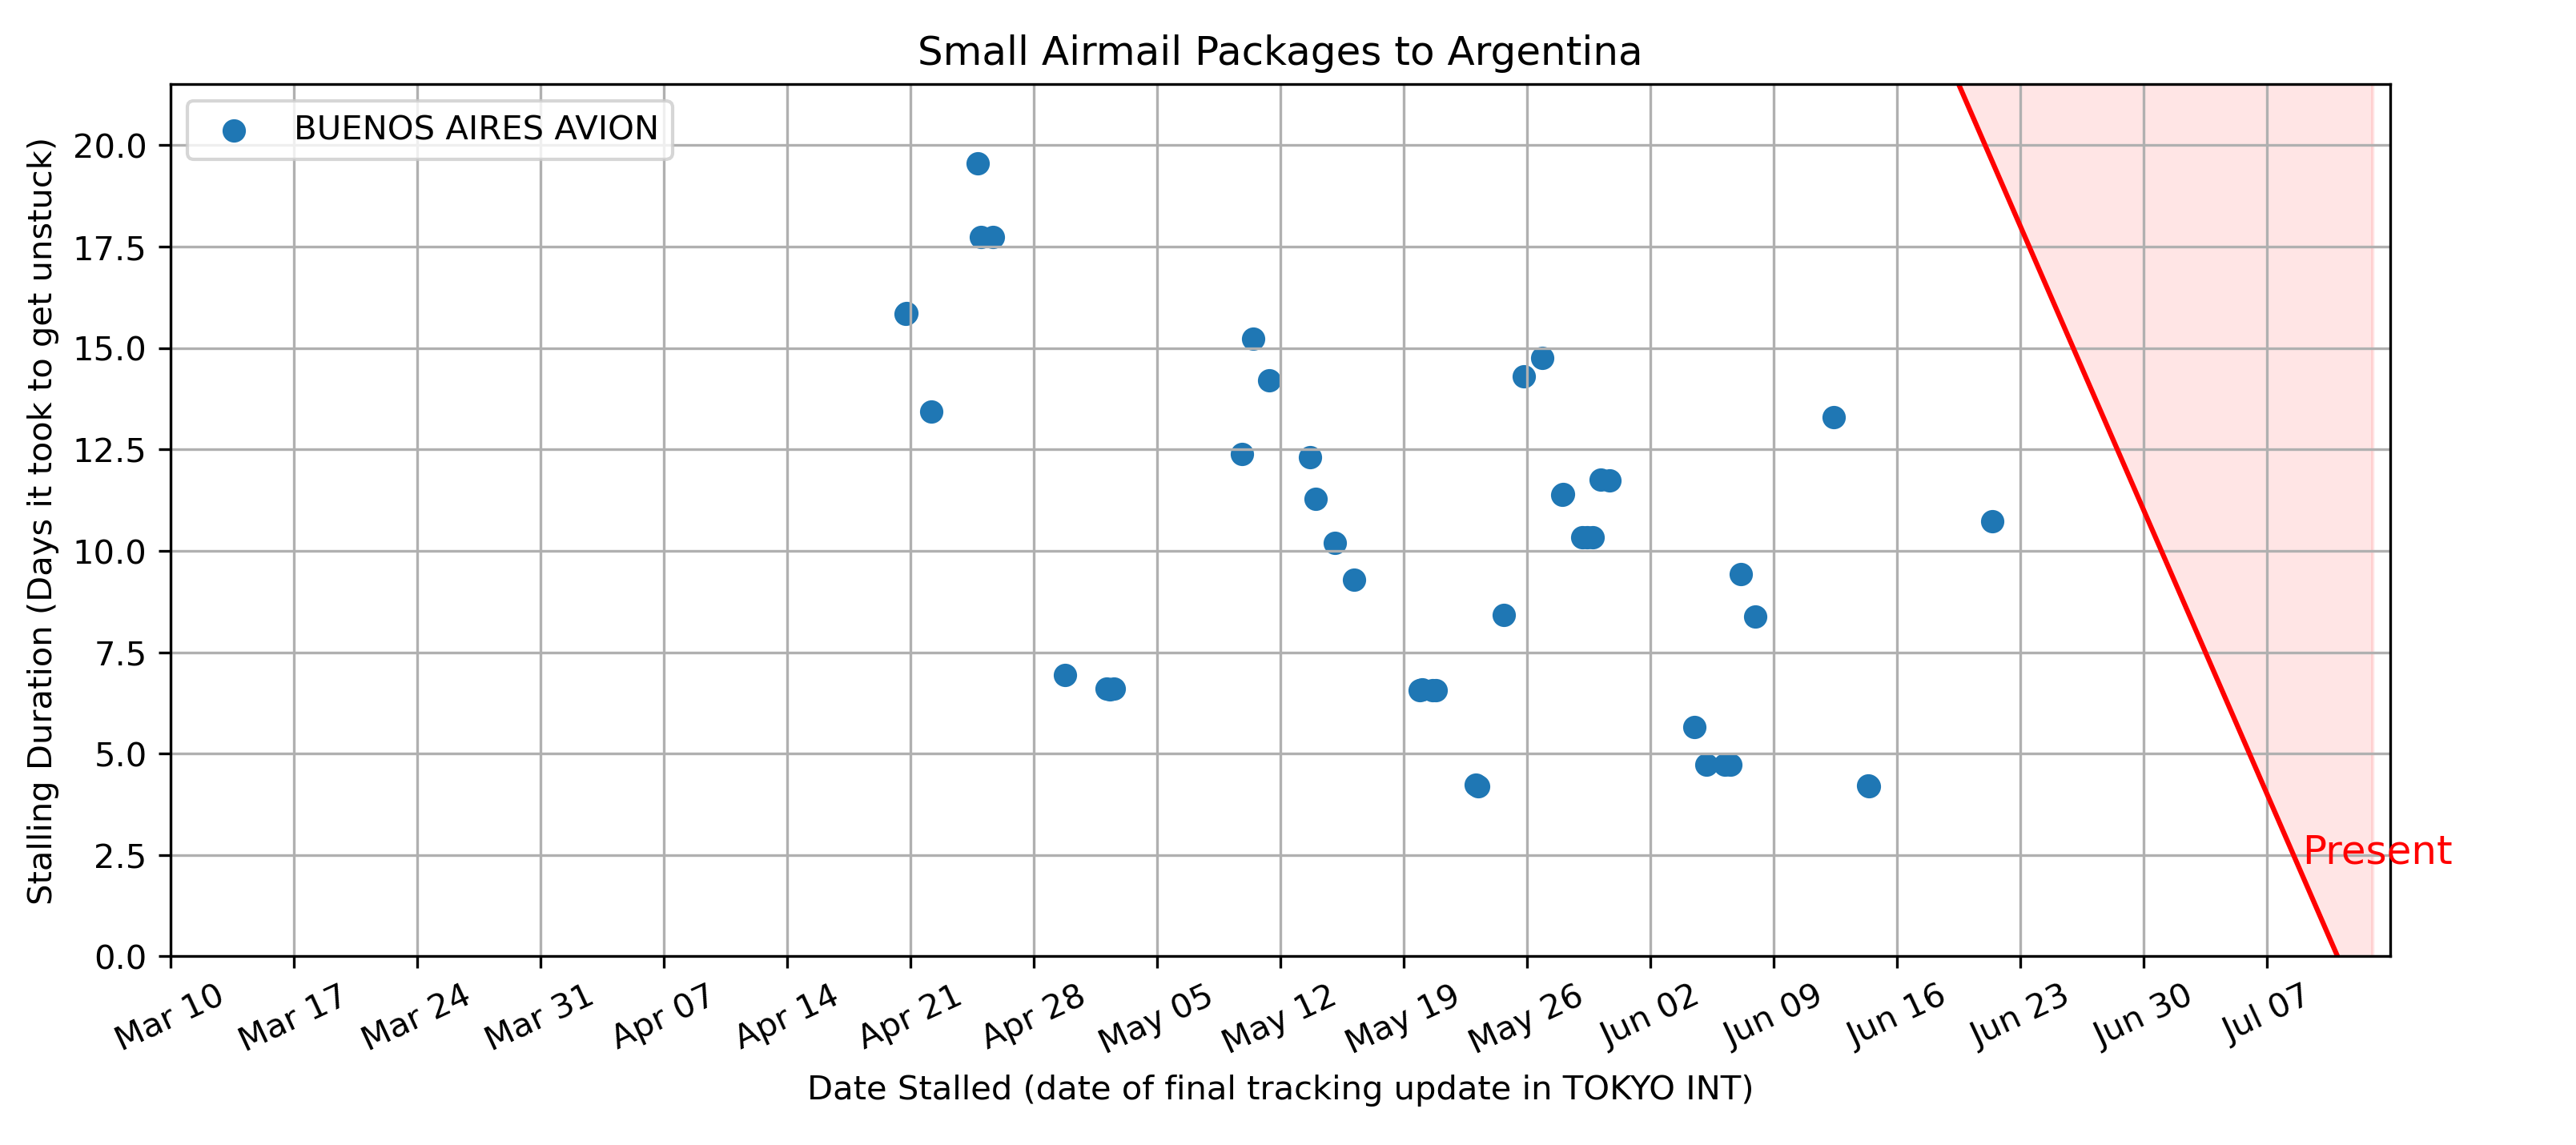 Small Airmail Packages to Argentina
BUENOS AIRES AVION
Stalling Duration (Days it took to get unstuck)
20.0
17.5
15.0
12.5
10.0
7.5
5.0
2.5
0.0
Present
Mar 10
Mar 17
Mar 24
Mar 31
Apr 07
Apr 14
Apr 21
Apr 28
May 05
May 12
May 19
May 26
Jun 02
Jun 09
Jun 16
Jun 23
Jun 30
Jul 07
Date Stalled (date of final tracking update in TOKYO INT)